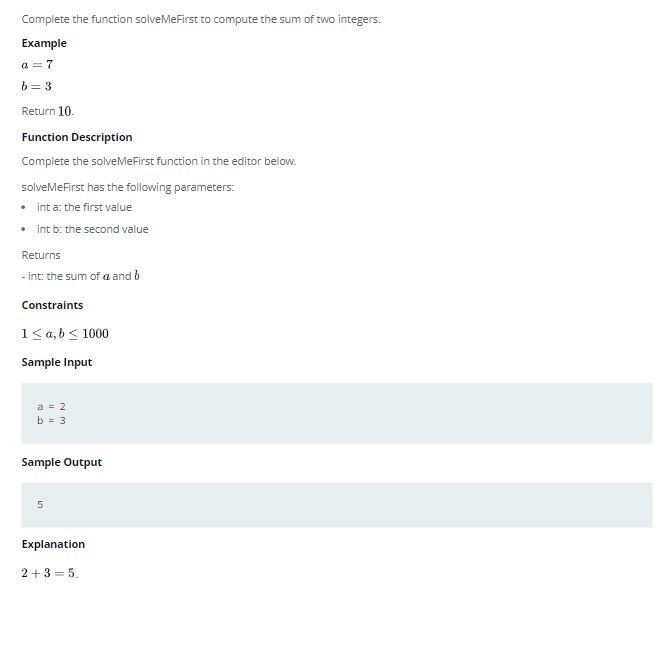 Complete the function solveMeFirst to compute the sum of two integers.
Example
a = 7
b = 3
Return 10.
Function Description
Complete the solveMeFirst function in the editor below.
solveMeFirst has the following parameters:
• int a: the first value
• int b: the second value
Returns
- int: the sum of a and b
Constraints
1 ≤ a, b ≤ 1000
Sample Input
a = 2
b = 3
Sample Output
5
Explanation
2 + 3 = 5.